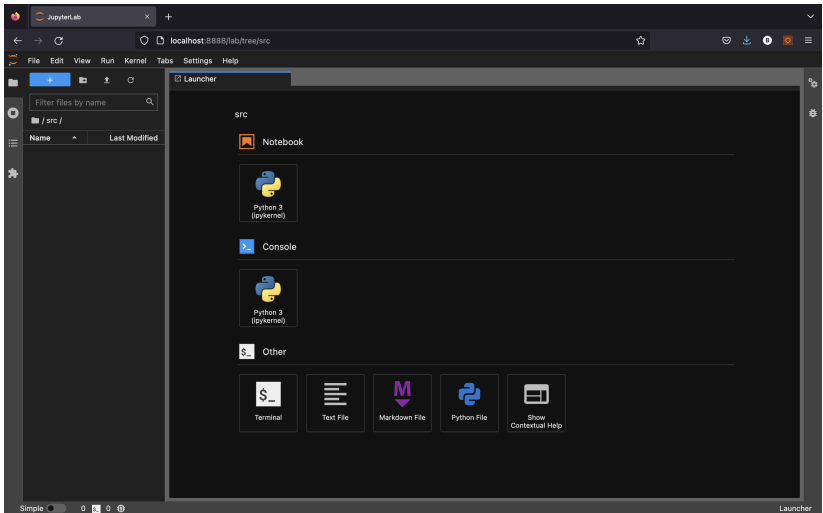 JupyterLab
localhost:8888/lab/tree/src
File Edit View Run Kernel Tabs Settings Help
Launcher
Filter files by name
/ src /
Name Last Modified
src
Notebook
Python 3
(ipykernel)
Console
Python 3
(ipykernel)
$_ Other
$_
Terminal
Text File
M
Markdown File
Python File
Show
Contextual Help
Simple 0 0 Launcher